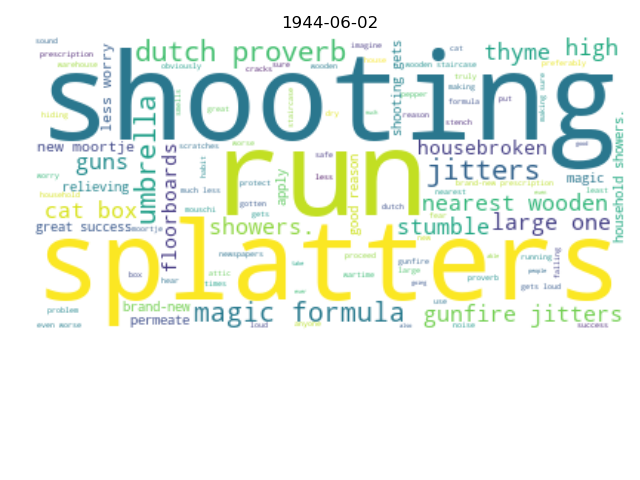 1944-06-02
sound
prescription
warehouse
less worry
dutch proverb
imagine
house
cat
thyme
high
obviously
cracks
sure
wooden
shooting gets
wooden staircase
preferably
shooting
hiding
smells
great
staircase
dry
much
pepper
reason
truly
making
formula
put
stench
making sure
new moortje
guns
umbrella
run
housebroken
good
relieving
floorboards
scratches
habit
morse
safe
less
jitters
magic
household
much less
protect
apply
good reason
brand-new prescription
nearest
ever
least
household showers.
cat box
mouschi
gotten
gets
dutch
nearest wooden
great success
moortje
showers.
fear
stumble
large one
new
splatters
hear
newspapers
attic
times
box
take
proceed
wartime
gunfire
large
running
able
people
proverb
gets loud
falling
going
ever
use
problem
brand-new
permeate
magic formula
gunfire jitters
even morse
loud
anyone
also
noise
success